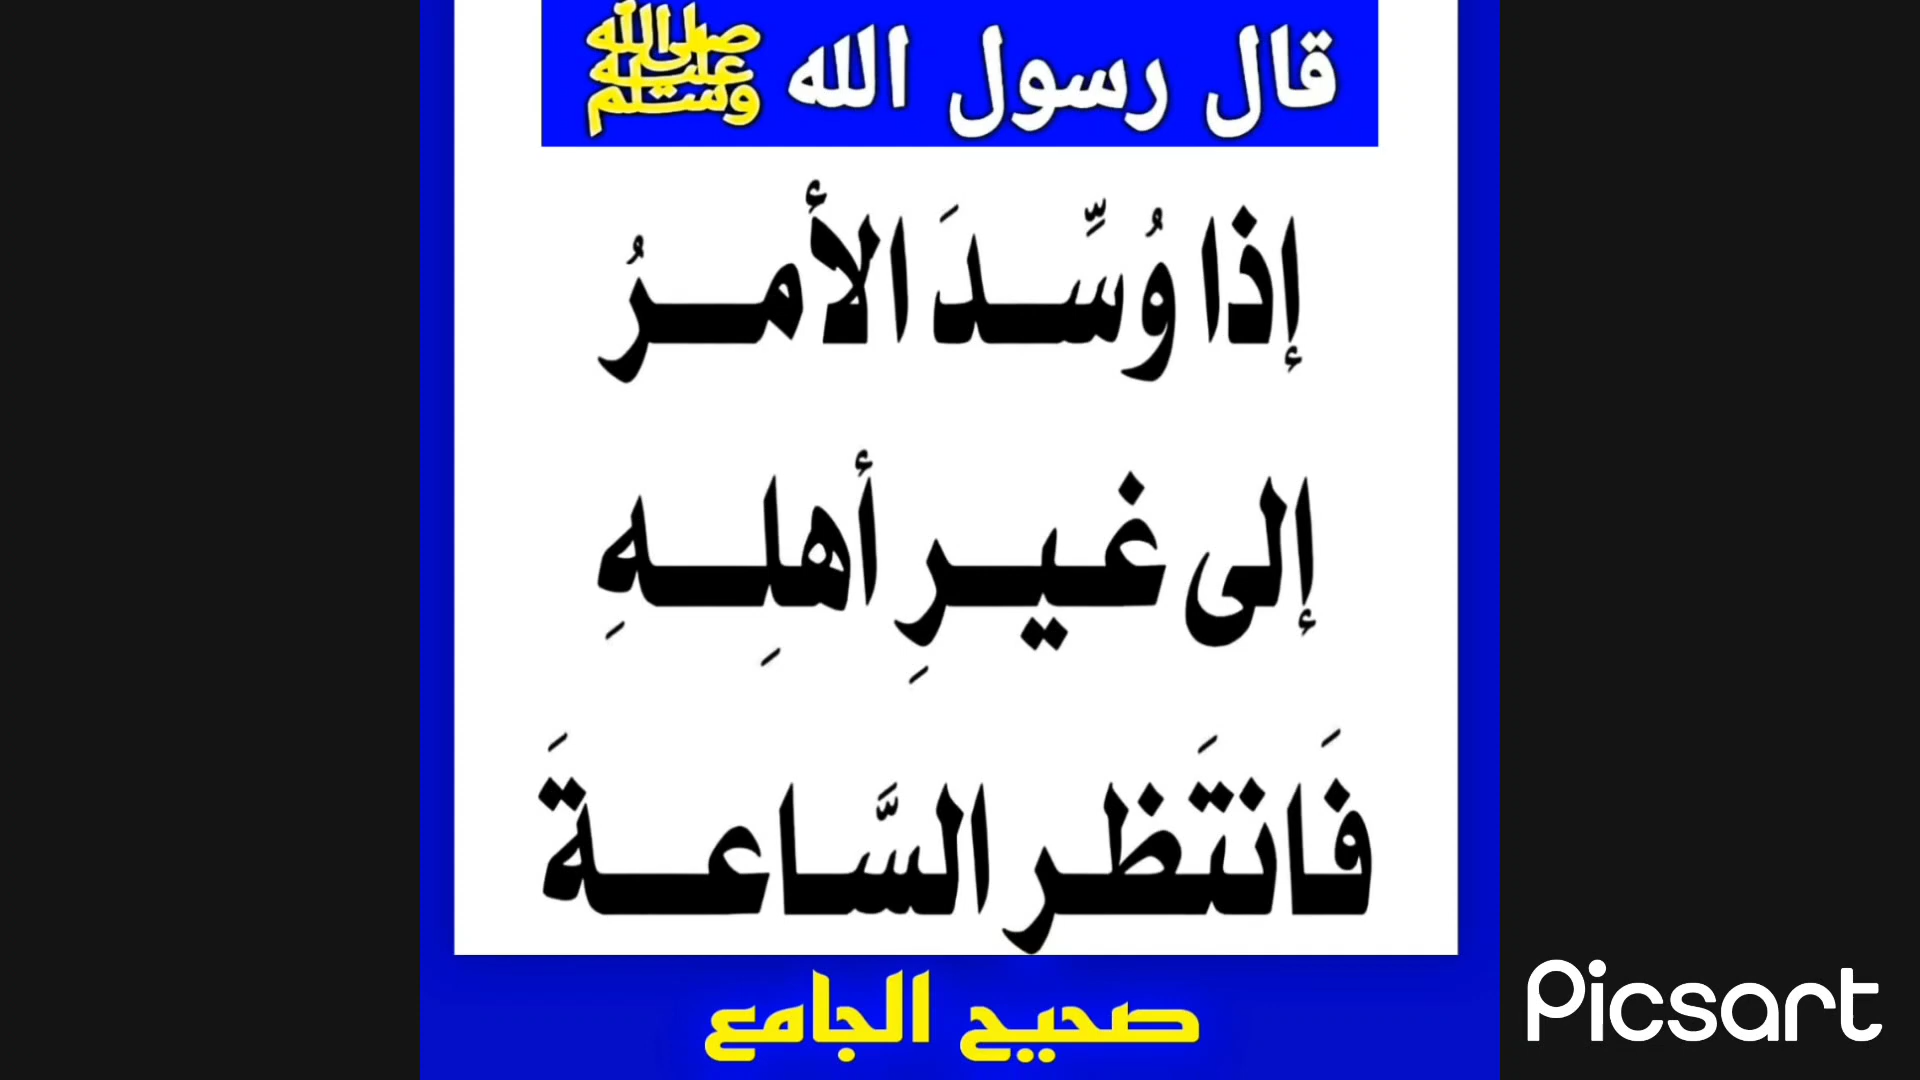 قال رسول الله ﷺ
إذا وُسِّدَ الأمرُ
إلى غيرِ أهلِهِ
فَانتَظر السَّاعةَ
صحيح الجامع
Picsart